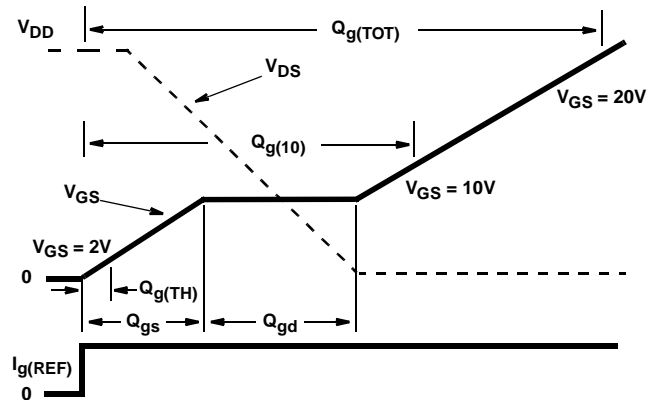 V_DD
Q_g(TOT)
V_DS
V_GS = 20V
Q_g(10)
V_GS
V_GS = 10V
V_GS = 2V
0
Q_g(TH)
Q_gs
Q_gd
I_g(REF)
0